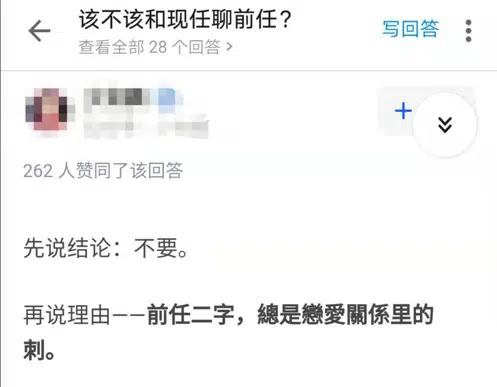 该不该和现任聊前任？
写回答
查看全部 28 个回答 >
262 人赞同了该回答
先说结论：不要。
再说理由——前任二字，總是戀愛關係里的
刺。